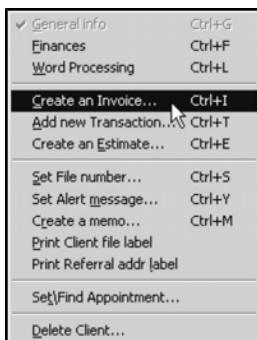 General info Ctrl+G
Finances Ctrl+F
Word Processing Ctrl+L
Create an Invoice... Ctrl+I
Add new Transaction... Ctrl+T
Create an Estimate... Ctrl+E
Set File number... Ctrl+S
Set Alert message... Ctrl+Y
Create a memo... Ctrl+M
Print Client file label
Print Referral addr label
Set\Find Appointment...
Delete Client...